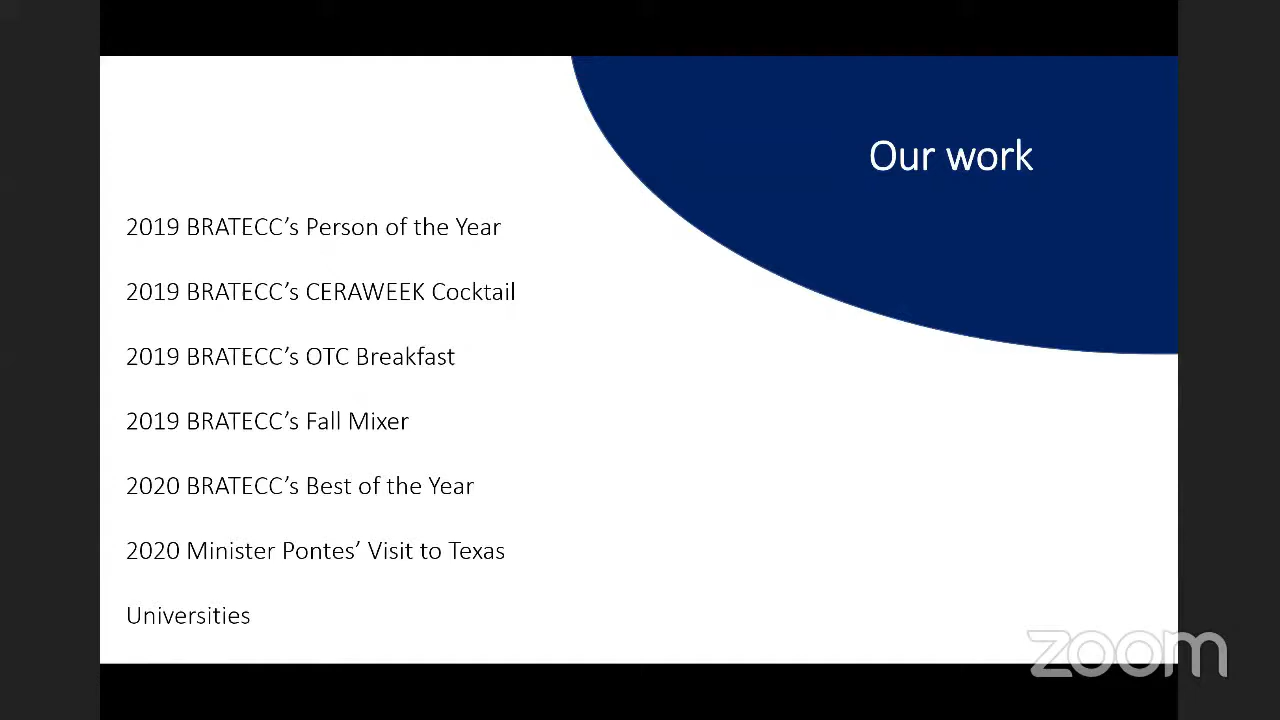 Our work
2019 BRATECC’s Person of the Year
2019 BRATECC’s CERAWEEK Cocktail
2019 BRATECC’s OTC Breakfast
2019 BRATECC’s Fall Mixer
2020 BRATECC’s Best of the Year
2020 Minister Pontes’ Visit to Texas
Universities
zoom